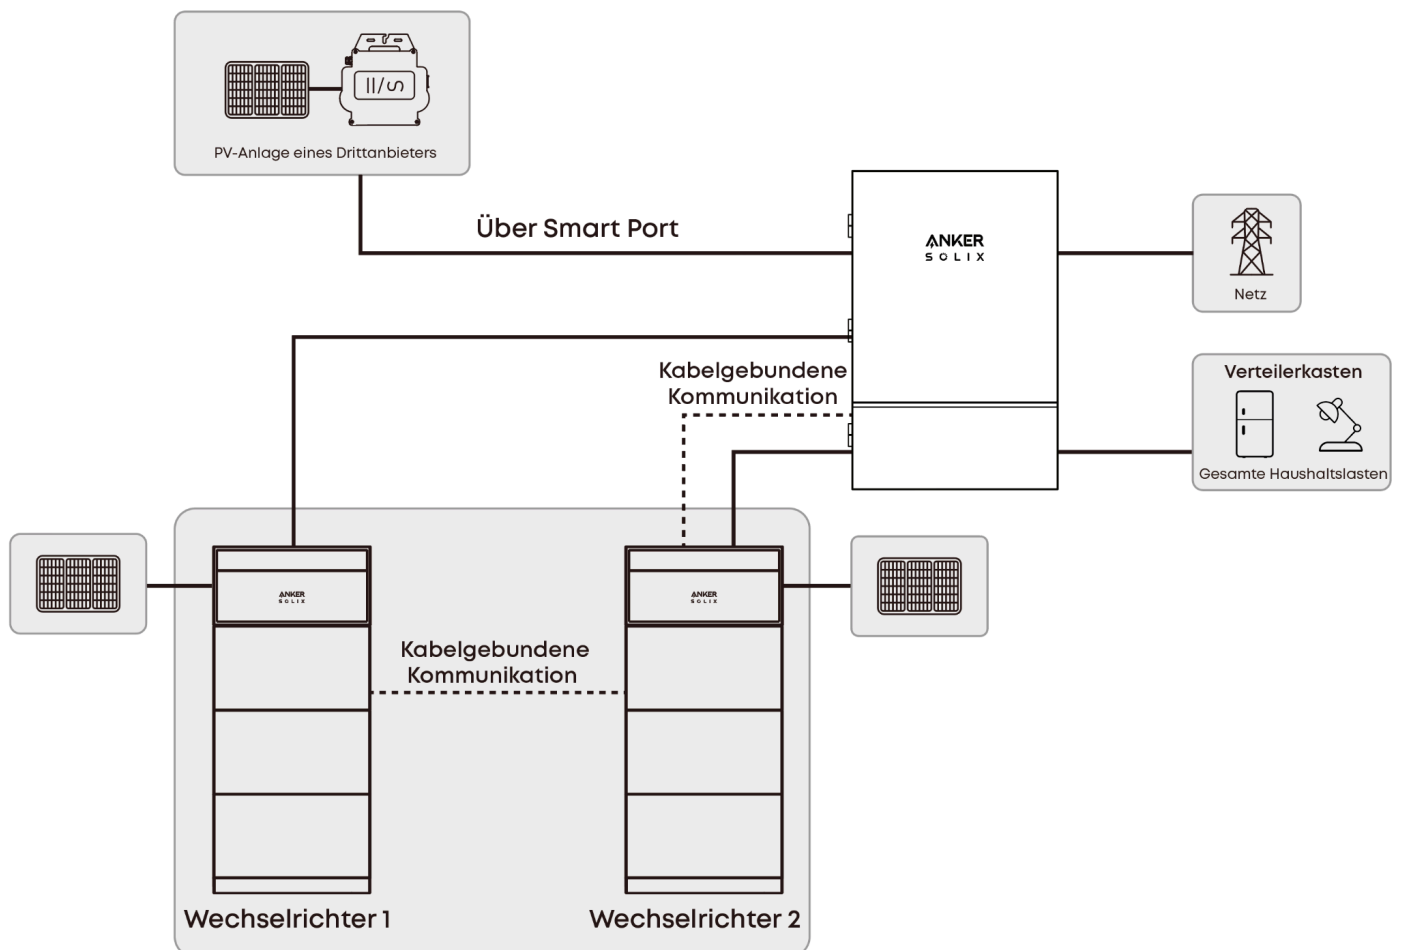 PV-Anlage eines Drittanbieters
Über Smart Port
ANKER
SOLIX
Netz
Kabelgebundene
Kommunikation
Verteilerkasten
Gesamte Haushaltslasten
ANKER
SOLIX
ANKER
SOLIX
Kabelgebundene
Kommunikation
Wechselrichter 1
Wechselrichter 2